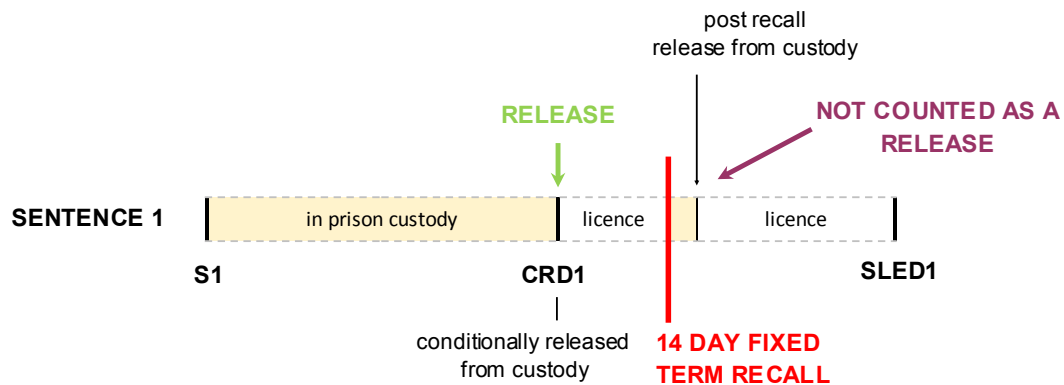 post recall
release from custody
RELEASE
NOT COUNTED AS A
RELEASE
SENTENCE 1
in prison custody
licence
licence
S1
CRD1
SLED1
conditionally released
from custody
14 DAY FIXED
TERM RECALL